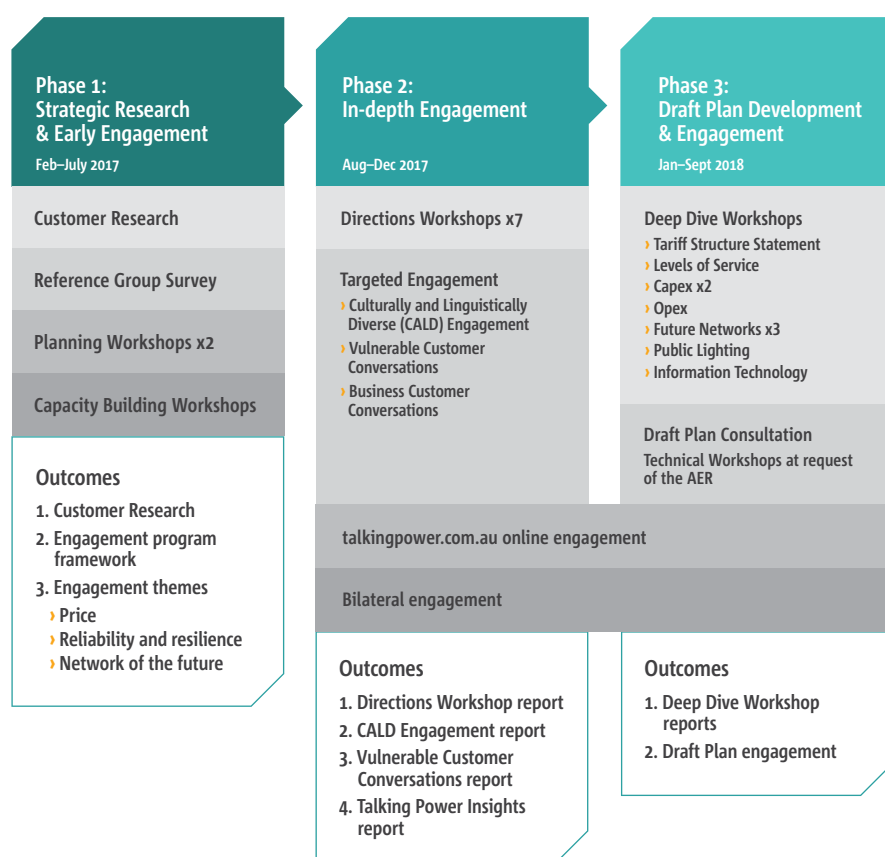 Phase 1:
Strategic Research
& Early Engagement
Feb–July 2017
Customer Research
Reference Group Survey
Planning Workshops x2
Capacity Building Workshops
Outcomes
1. Customer Research
2. Engagement program
framework
3. Engagement themes
› Price
› Reliability and resilience
› Network of the future
Phase 2:
In-depth Engagement
Aug–Dec 2017
Directions Workshops x7
Targeted Engagement
› Culturally and Linguistically
Diverse (CALD) Engagement
› Vulnerable Customer
Conversations
› Business Customer
Conversations
Phase 3:
Draft Plan Development
& Engagement
Jan–Sept 2018
Deep Dive Workshops
› Tariff Structure Statement
› Levels of Service
› Capex x2
› Opex
› Future Networks x3
› Public Lighting
› Information Technology
Draft Plan Consultation
Technical Workshops at request
of the AER
talkingpower.com.au online engagement
Bilateral engagement
Outcomes
1. Directions Workshop report
2. CALD Engagement report
3. Vulnerable Customer
Conversations report
4. Talking Power Insights
report
Outcomes
1. Deep Dive Workshop
reports
2. Draft Plan engagement